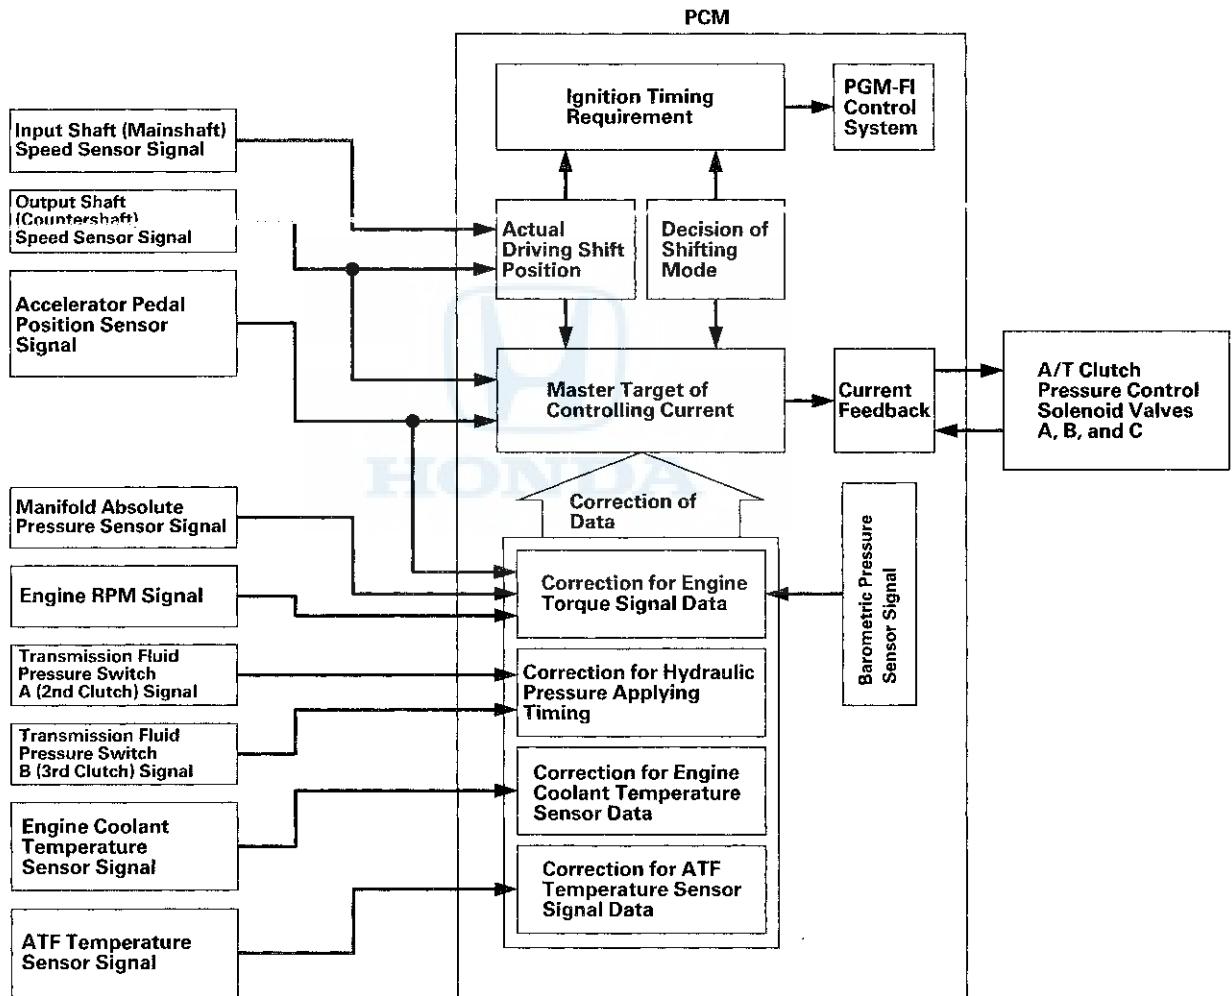 PCM
Ignition Timing
Requirement
PGM-FI
Control
System
Input Shaft (Mainshaft)
Speed Sensor Signal
Output Shaft
(Countershaft)
Speed Sensor Signal
Actual
Driving Shift
Position
Decision of
Shifting
Mode
Accelerator Pedal
Position Sensor
Signal
Master Target of
Controlling Current
Current
Feedback
A/T Clutch
Pressure Control
Solenoid Valves
A, B, and C
HONDA
Correction of
Data
Manifold Absolute
Pressure Sensor Signal
Engine RPM Signal
Correction for Engine
Torque Signal Data
Barometric Pressure
Sensor Signal
Transmission Fluid
Pressure Switch
A (2nd Clutch) Signal
Correction for Hydraulic
Pressure Applying
Timing
Transmission Fluid
Pressure Switch
B (3rd Clutch) Signal
Correction for Engine
Coolant Temperature
Sensor Data
Engine Coolant
Temperature
Sensor Signal
Correction for ATF
Temperature Sensor
Signal Data
ATF Temperature
Sensor Signal